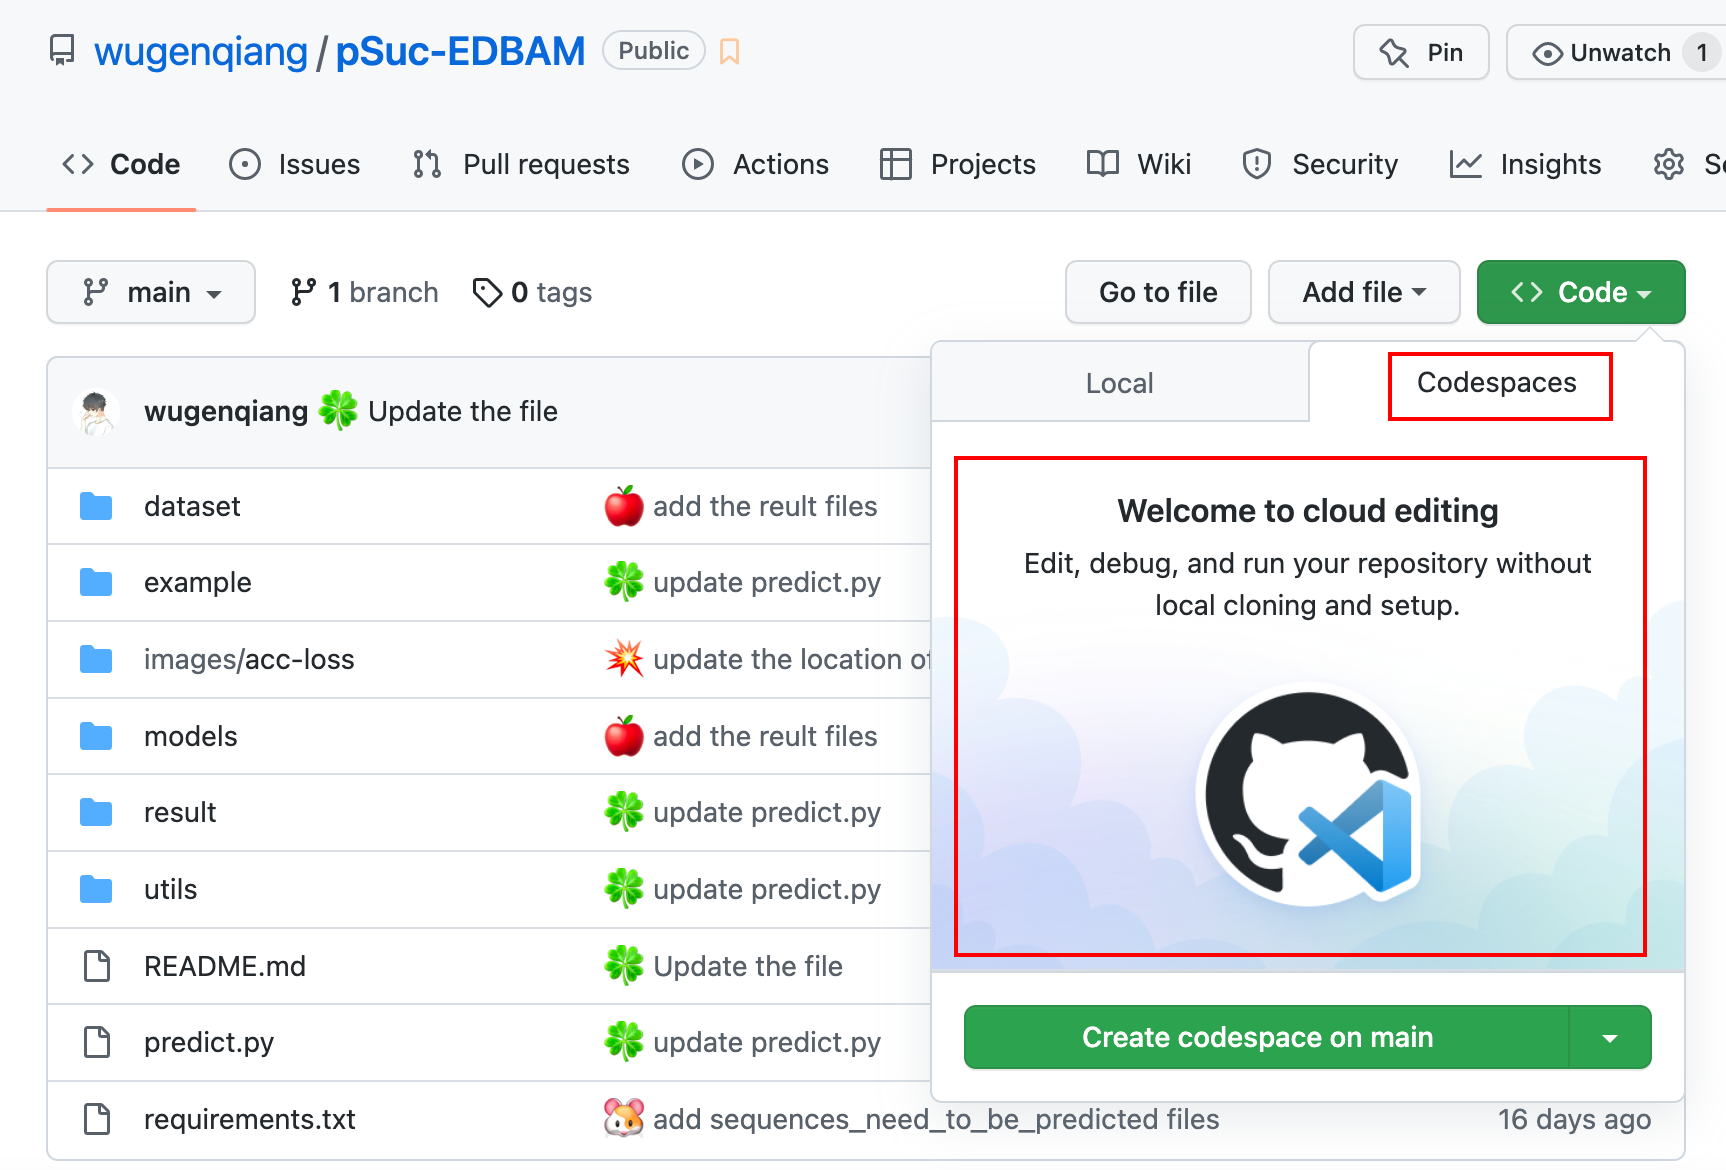 wugenqiang / pSuc-EDBAM Public Pin Unwatch 1
Code Issues Pull requests Actions Projects Wiki Security Insights
main 1 branch 0 tags Go to file Add file Code
Local Codespaces
wugenqiang Update the file
Welcome to cloud editing
Edit, debug, and run your repository without
local cloning and setup.
dataset add the reult files
example update predict.py
images/acc-loss update the location of
models add the reult files
result update predict.py
utils update predict.py
README.md Update the file
predict.py update predict.py
Create codespace on main
requirements.txt add sequences_need_to_be_predicted files 16 days ago